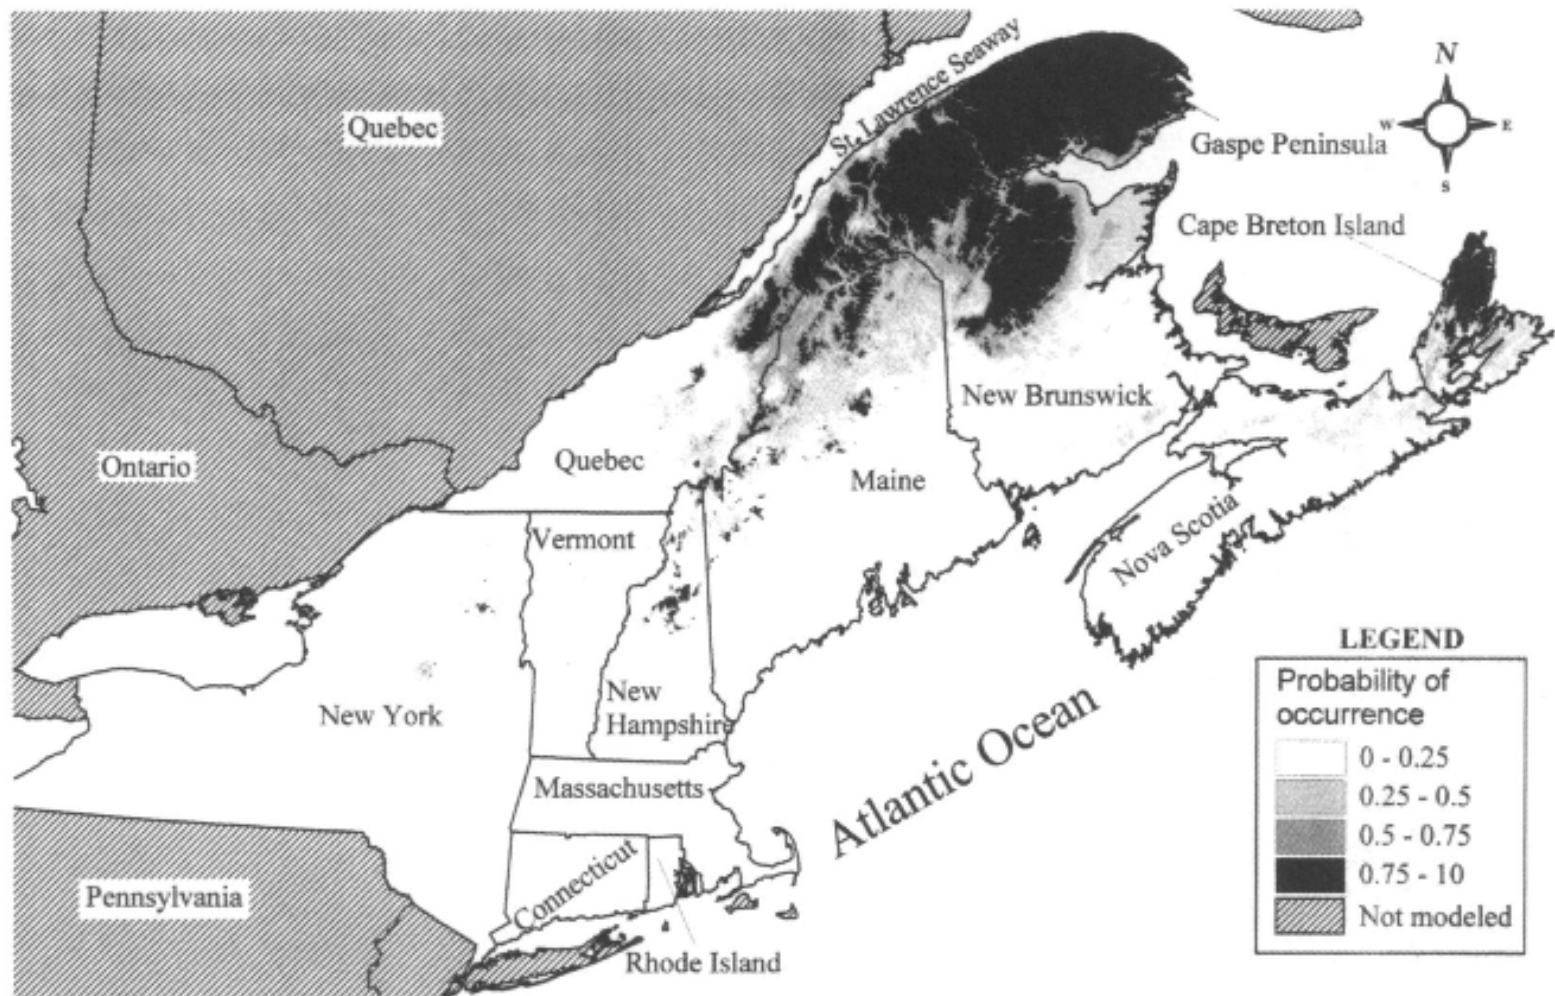 St. Lawrence Seaway
N
W
E
S
Quebec
Gaspe Peninsula
Cape Breton Island
New Brunswick
Ontario
Quebec
Maine
Vermont
Nova Scotia
LEGEND
Probability of
occurrence
0 - 0.25
0.25 - 0.5
0.5 - 0.75
0.75 - 10
Not modeled
New York
New
Hampshire
Massachusetts
Atlantic Ocean
Pennsylvania
Connecticut
Rhode Island